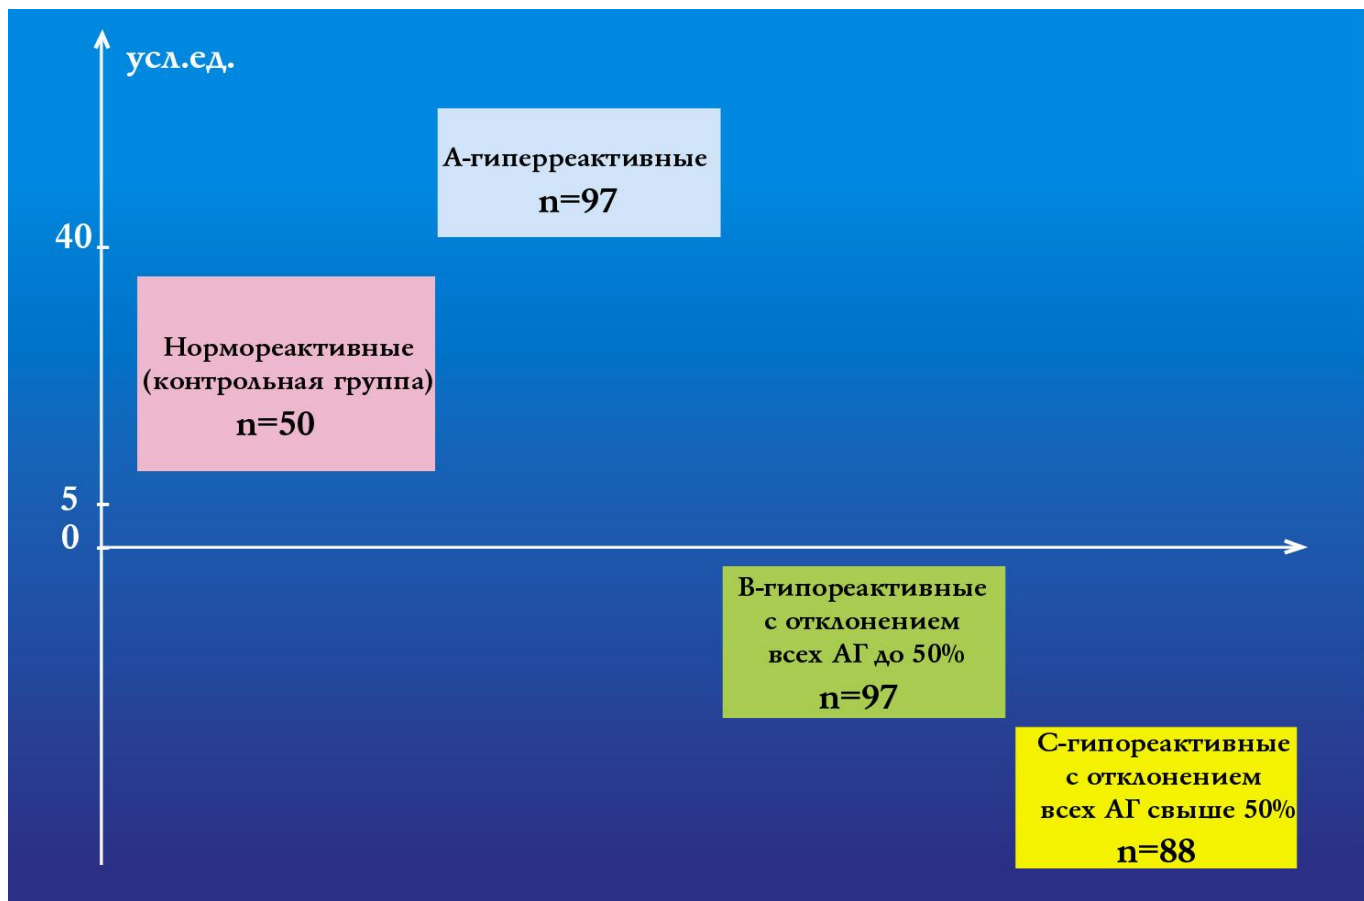 усл.ед.
А-гиперреактивные
n=97
40
Нормореактивные
(контрольная группа)
n=50
5
0
В-гипореактивные
с отклонением
всех АГ до 50%
n=97
С-гипореактивные
с отклонением
всех АГ свыше 50%
n=88